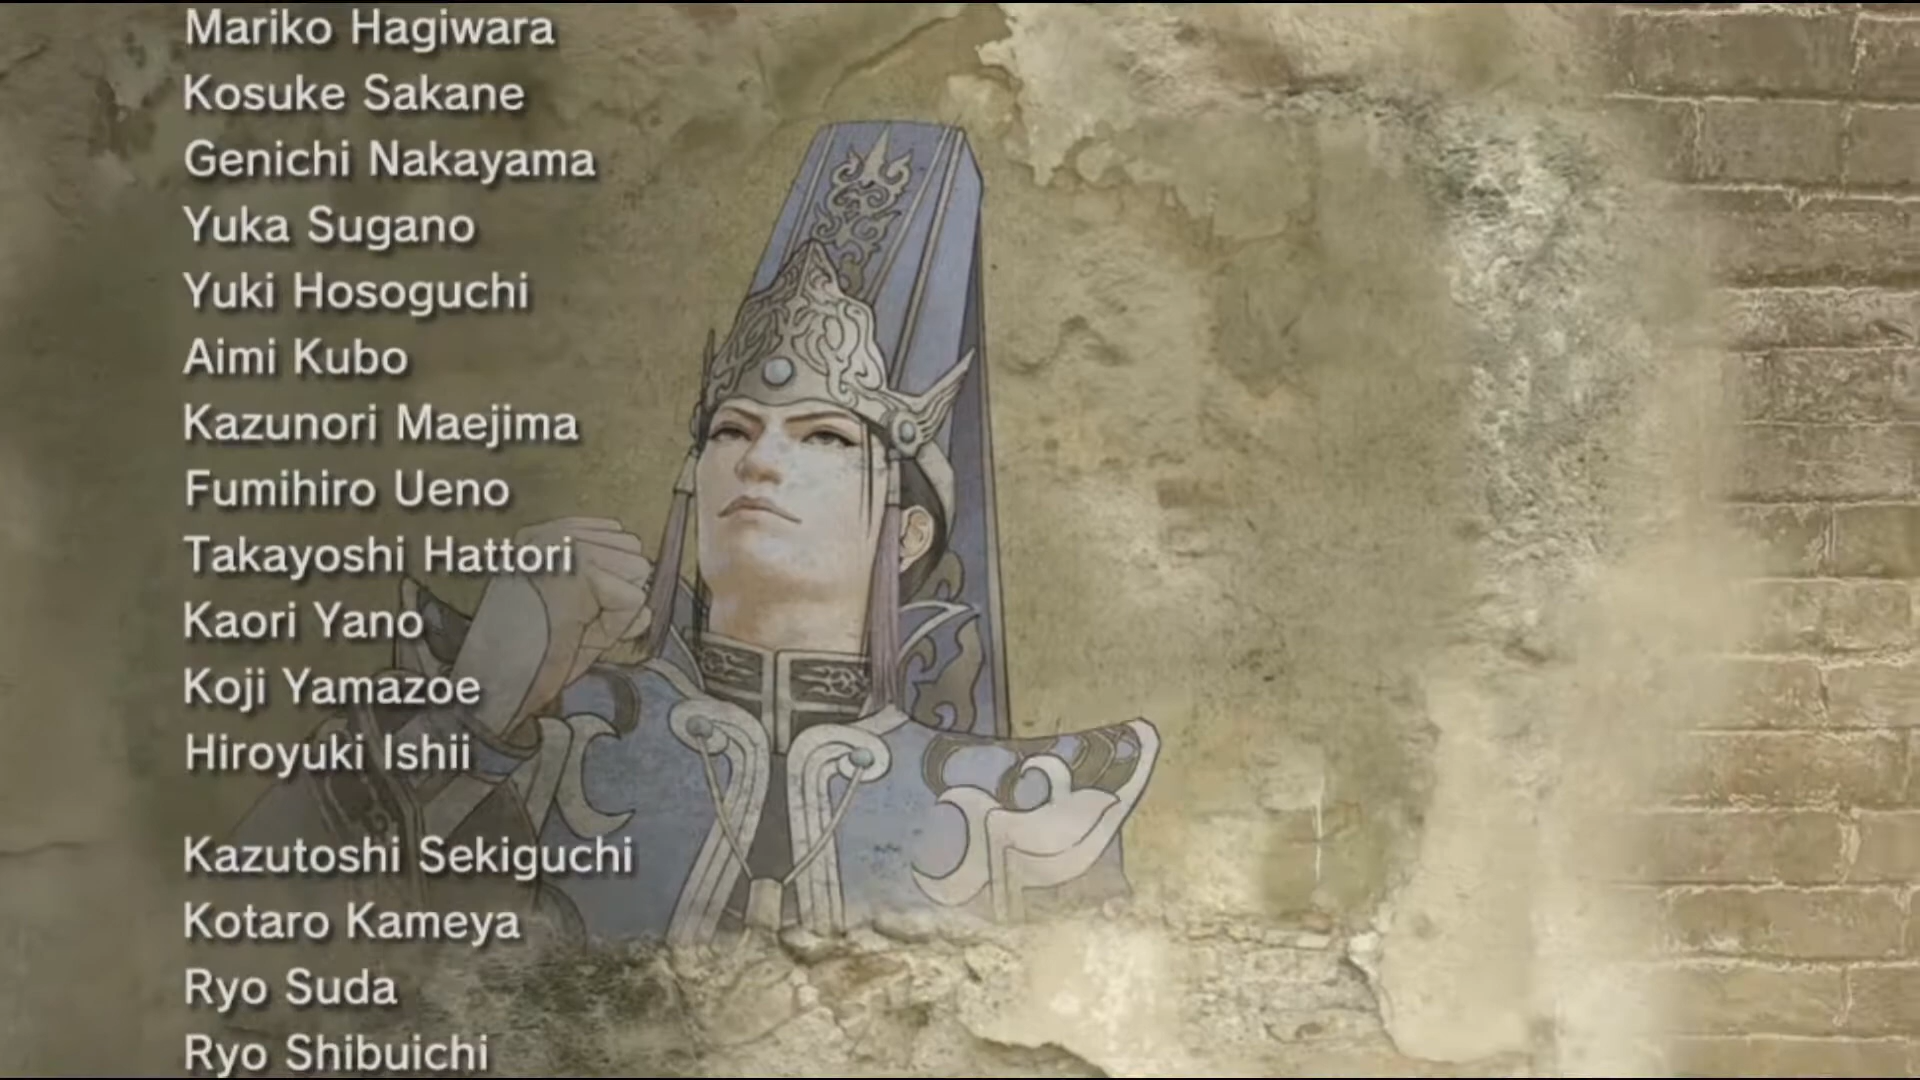 Mariko Hagiwara
Kosuke Sakane
Genichi Nakayama
Yuka Sugano
Yuki Hosoguchi
Aimi Kubo
Kazunori Maejima
Fumihiro Ueno
Takayoshi Hattori
Kaori Yano
Koji Yamazoe
Hiroyuki Ishii
Kazutoshi Sekiguchi
Kotaro Kameya
Ryo Suda
Ryo Shibuichi